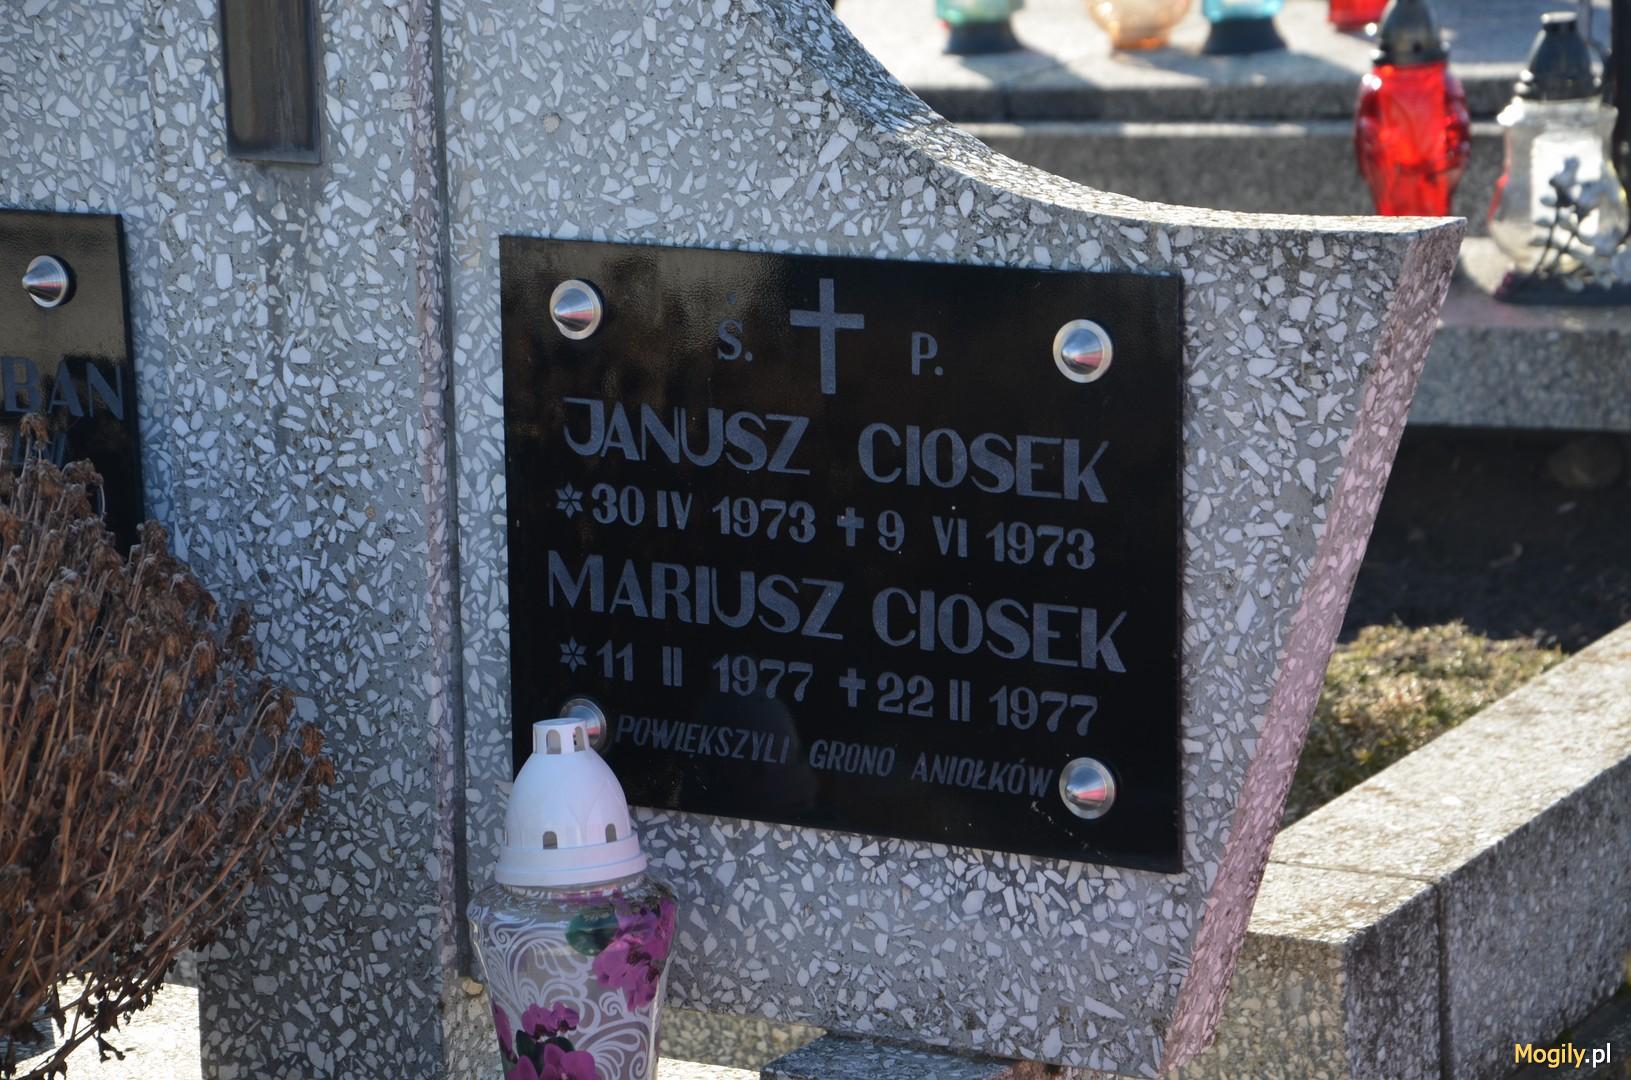 Ś. P.
JANUSZ CIOSEK
30 IV 1973 9 VI 1973
MARIUSZ CIOSEK
11 II 1977 22 II 1977
POWIĘKSZYLI GRONO ANIOŁKÓW
BAN
Mogily.pl